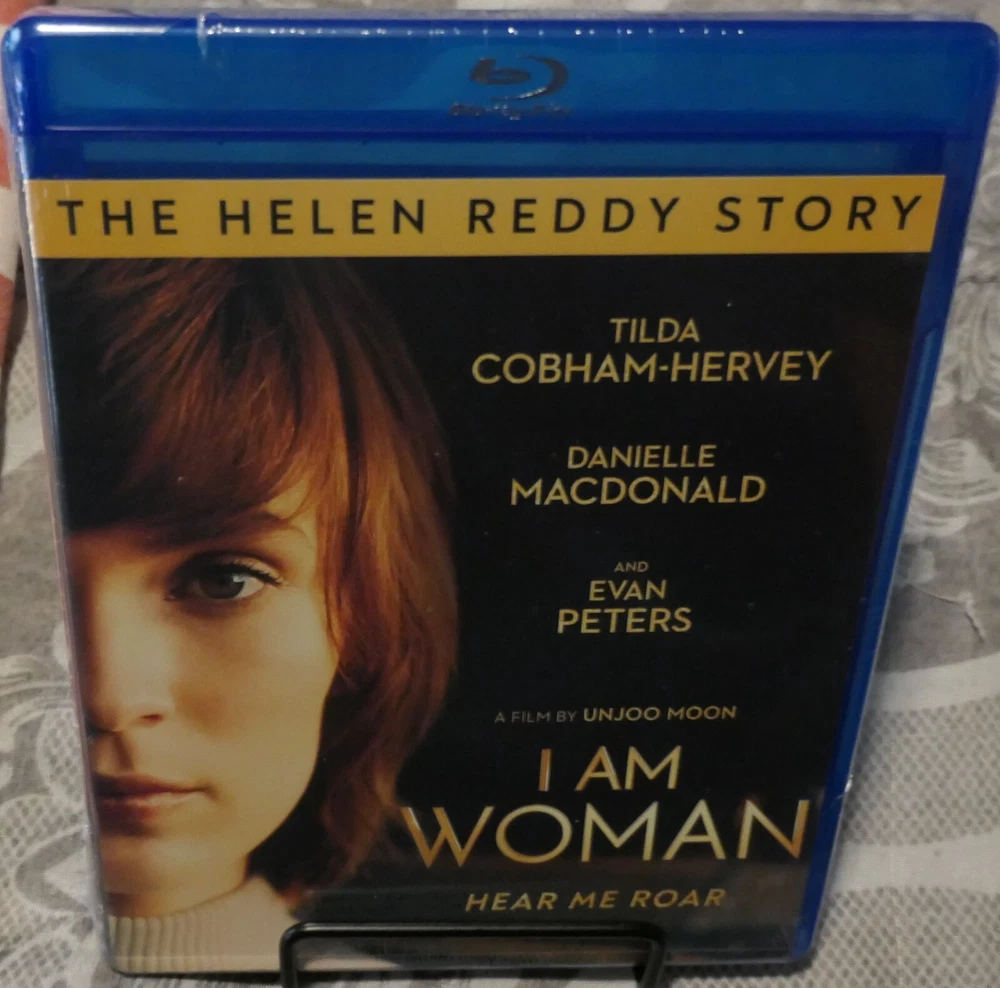 THE HELEN REDDY STORY
TILDA
COBHAM-HERVEY
DANIELLE
MACDONALD
AND
EVAN
PETERS
A FILM BY UNJOO MOON
I AM
WOMAN
HEAR ME ROAR